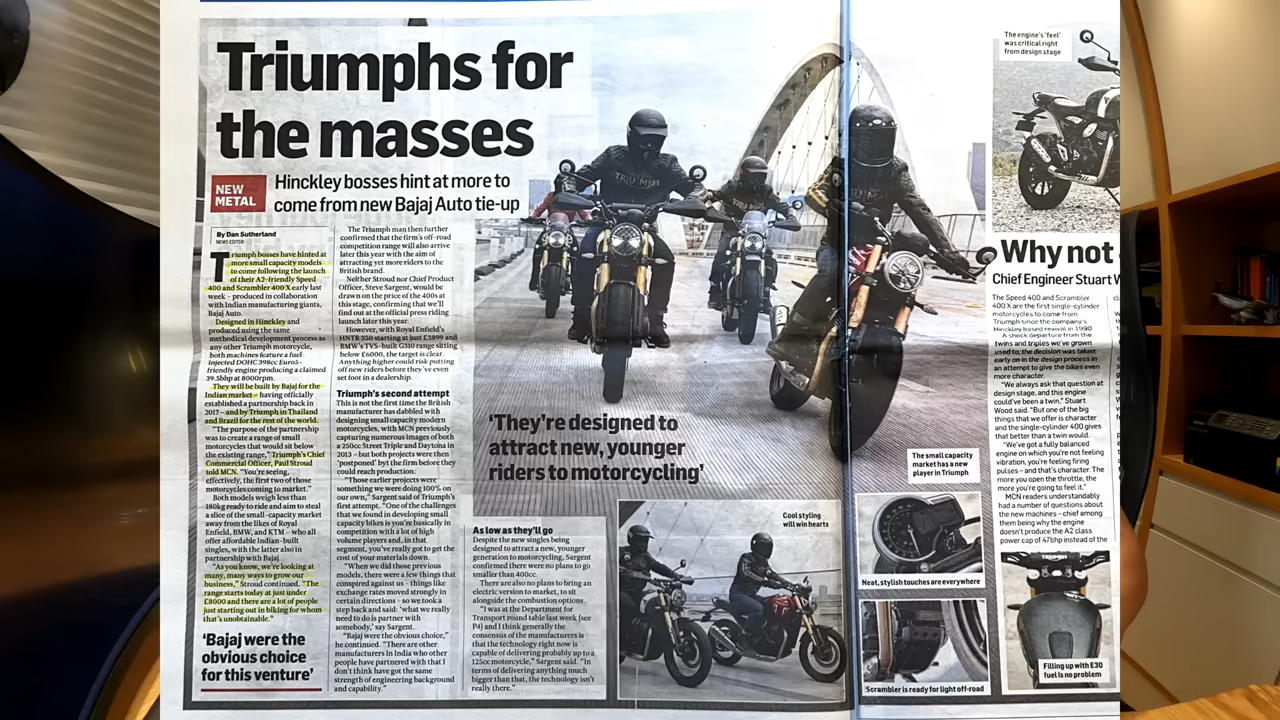 Triumphs for
the masses
NEW
METAL
Hinckley bosses hint at more to
come from new Bajaj Auto tie-up
By Dan Sutherland
NEWS EDITOR
Triumph bosses have hinted at
more small capacity models
to come following the launch
of their A2-friendly Speed
400 and Scrambler 400 X early last
week – produced in collaboration
with Indian manufacturing giants,
Bajaj Auto.
Designed in Hinckley and
produced using the same
methodical development process as
any other Triumph motorcycle,
both machines feature a fuel-
injected DOHC 398cc Euro5-
friendly engine producing a claimed
39.5bhp at 8000rpm.
They will be built by Bajaj for the
Indian market – having officially
established a partnership back in
2017 – and by Triumph in Thailand
and Brazil for the rest of the world.
"The purpose of the partnership
was to create a range of small
motorcycles that would sit below
the existing range," Triumph's Chief
Commercial Officer, Paul Stroud
told MCN. "You're seeing,
effectively, the first two of those
motorcycles coming to market."
Both models weigh less than
180kg ready to ride and aim to steal
a slice of the small-capacity market
away from the likes of Royal
Enfield, BMW, and KTM – who all
offer affordable Indian-built
singles, with the latter also in
partnership with Bajaj.
"As you know, we're looking at
many, many ways to grow our
business," Stroud continued. "The
range starts today at just under
£8000 and there are a lot of people
just starting out in biking for whom
that's unobtainable."
'Bajaj were the
obvious choice
for this venture'
The Triumph man then further
confirmed that the firm's off-road
competition range will also arrive
later this year with the aim of
attracting yet more riders to the
British brand.
Neither Stroud nor Chief Product
Officer, Steve Sargent, would be
drawn on the price of the 400s at
this stage, confirming that we'll
find out at the official press riding
launch later this year.
However, with Royal Enfield's
HNTR 350 starting at just £3899 and
BMW's TVS-built G310 range sitting
below £6000, the target is clear.
Anything higher could risk putting
off new riders before they've even
set foot in a dealership.
Triumph's second attempt
This is not the first time the British
manufacturer has dabbled with
designing small capacity modern
motorcycles, with MCN previously
capturing numerous images of both
a 250cc Street Triple and Daytona in
2013 – but both projects were then
'postponed' by the firm before they
could reach production.
"Those earlier projects were
something we were doing 100% on
our own," Sargent said of Triumph's
first attempt. "One of the challenges
that we found in developing small
capacity bikes is you're basically in
competition with a lot of high
volume players and, in that
segment, you've really got to get the
cost of your materials down.
"When we did those previous
models, there were a few things that
conspired against us – things like
exchange rates moved strongly in
certain directions – so we took a
step back and said: 'what we really
need to do is partner with
somebody,' say Sargent.
"Bajaj were the obvious choice,"
he continued. "There are other
manufacturers in India who other
people have partnered with that I
don't think have got the same
strength of engineering background
and capability."
TRIUMPH
'They're designed to
attract new, younger
riders to motorcycling'
As low as they'll go
Despite the new singles being
designed to attract a new, younger
generation to motorcycling, Sargent
confirmed there were no plans to go
smaller than 400cc.
There are also no plans to bring an
electric version to market, to sit
alongside the combustion options.
"I was at the Department for
Transport round table last week (see
P4) and I think generally the
consensus of the manufacturers is
that the technology right now is
capable of delivering probably up to a
125cc motorcycle," Sargent said. "In
terms of delivering anything much
bigger than that, the technology isn't
really there."
Cool styling
will win hearts
The small capacity
market has a new
player in Triumph
Neat, stylish touches are everywhere
Scrambler is ready for light off-road
The engine's 'feel'
was critical right
from design stage
Why not
Chief Engineer Stuart W
The Speed 400 and Scrambler
400 X are the first single-cylinder
motorcycles to come from
Triumph since the company's
Hinckley based revival in 1990.
A quick departure from the
twins and triples we've grown
used to; the decision was taken
early on in the design process in
an attempt to give the bikes even
more character.
"We always ask that question at
design stage, and this engine
could've been a twin," Stuart
Wood said. "But one of the big
things that we offer is character
and the single-cylinder 400 gives
that better than a twin would.
"We've got a fully balanced
engine on which you're not feeling
vibration, you're feeling firing
pulses – and that's character. The
more you open the throttle, the
more you're going to feel it."
MCN readers understandably
had a number of questions about
the new machines – chief among
them being why the engine
doesn't produce the A2 class
power cap of 47bhp instead of the
Filling up with E30
fuel is no problem